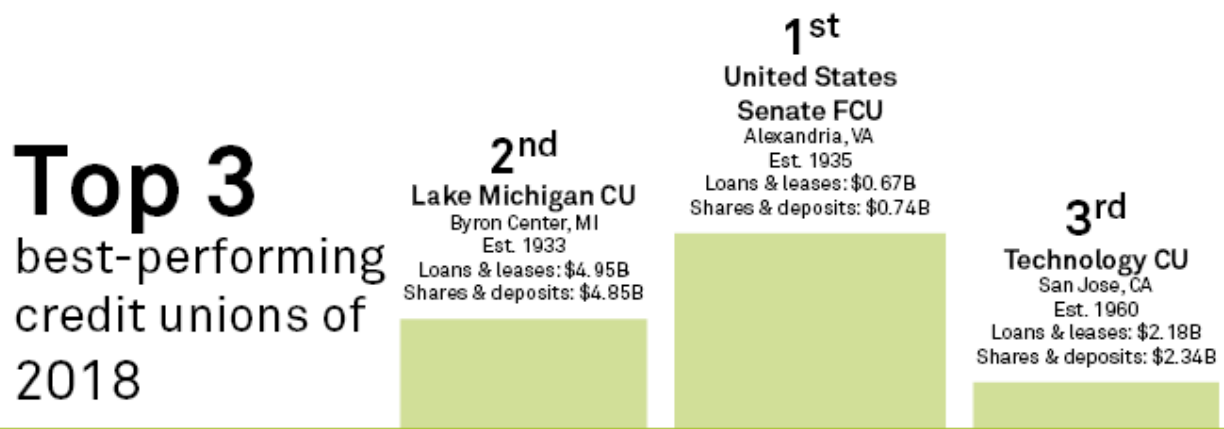 Top 3
best-performing
credit unions of
2018
2nd
Lake Michigan CU
Byron Center, MI
Est. 1933
Loans & leases: $4.95B
Shares & deposits: $4.85B
1st
United States
Senate FCU
Alexandria, VA
Est. 1935
Loans & leases: $0.67B
Shares & deposits: $0.74B
3rd
Technology CU
San Jose, CA
Est. 1960
Loans & leases: $2.18B
Shares & deposits: $2.34B